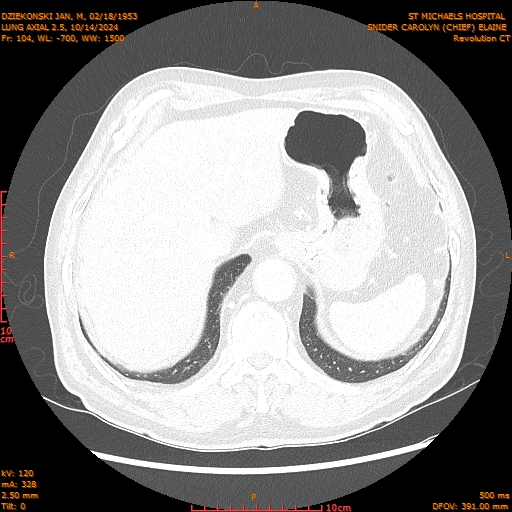 DZIEKONSKI JAN, M, 02/18/1953
LUNG AXIAL 2.5, 10/14/2024
Fr: 104, WL: -700, WW: 1500
A
ST MICHAELS HOSPITAL
SNIDER CAROLYN (CHIEF) ELAINE
Revolution CT
R
L
10
cm
kV: 120
mA: 328
2.50 mm
Tilt: 0
P
10cm
500 ms
DFOV: 391.00 mm